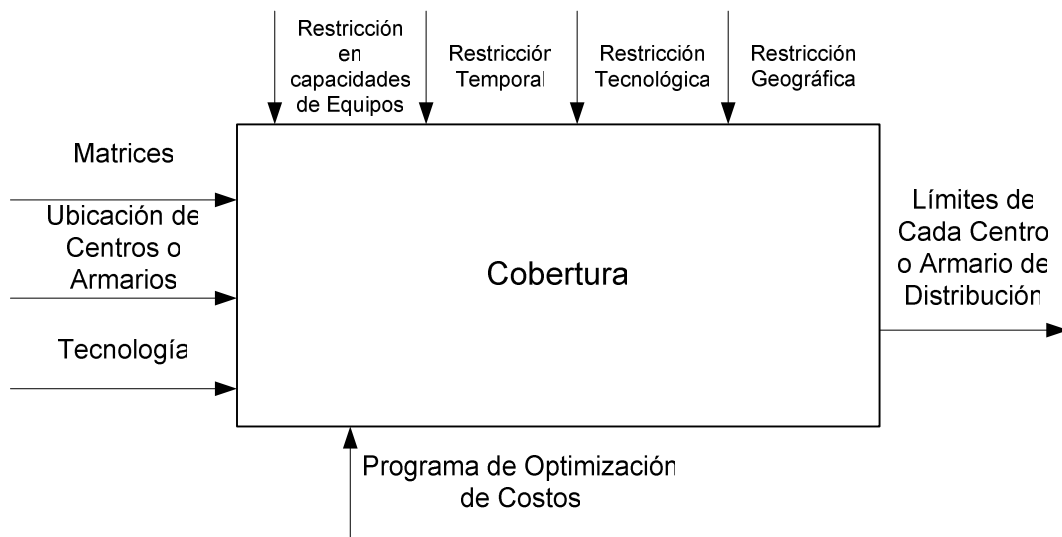 Restricción
en
capacidades
de Equipos
Restricción
Temporal
Restricción
Tecnológica
Restricción
Geográfica
Matrices
Ubicación de
Centros o
Armarios
Tecnología
Cobertura
Límites de
Cada Centro
o Armario de
Distribución
Programa de Optimización
de Costos